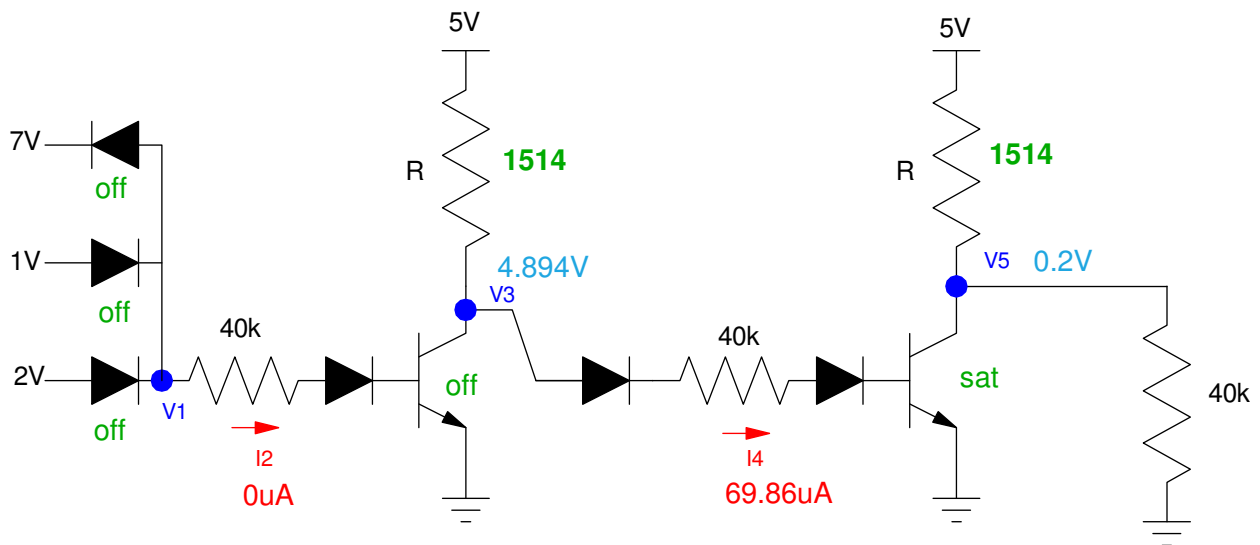 5V
5V
7V
R
1514
R
1514
off
1V
4.894V
V5
0.2V
V3
off
40k
40k
2V
off
sat
40k
V1
off
I2
I4
0uA
69.86uA